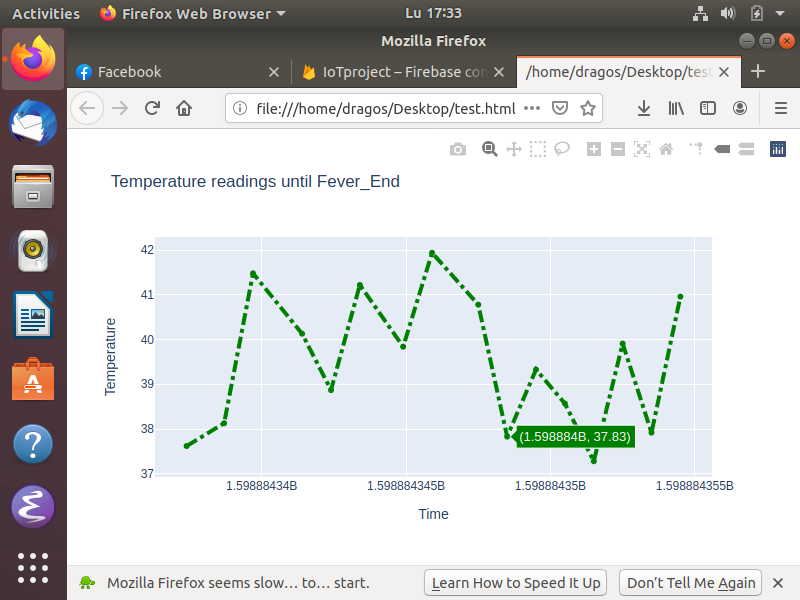 Activities Firefox Web Browser Lu 17:33
Mozilla Firefox
Facebook IoTproject – Firebase con /home/dragos/Desktop/test
file:///home/dragos/Desktop/test.html
Temperature readings until Fever_End
42
41
40
39
38
37
Temperature
(1.598884B, 37.83)
1.59888434B 1.598884345B 1.59888435B 1.598884355B
Time
Mozilla Firefox seems slow… to… start. Learn How to Speed It Up Don't Tell Me Again